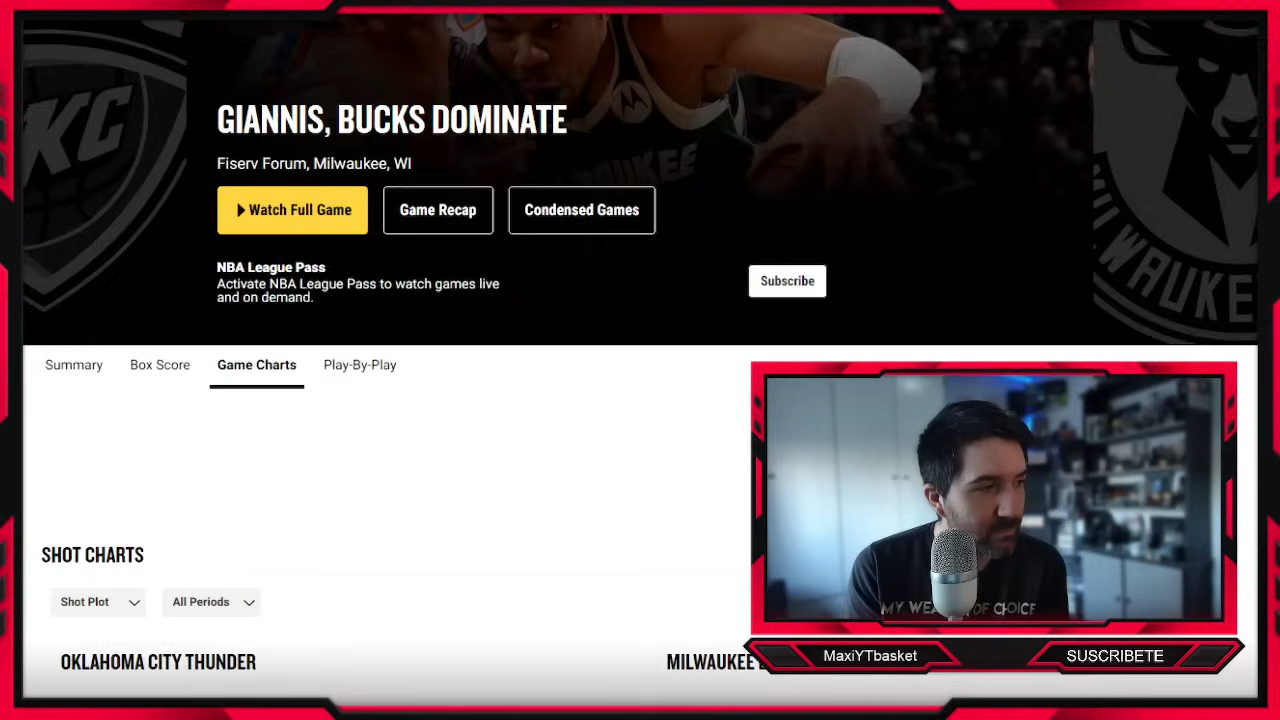 KC
GIANNIS, BUCKS DOMINATE
Fiserv Forum, Milwaukee, WI
Watch Full Game
Game Recap
Condensed Games
NBA League Pass
Activate NBA League Pass to watch games live
and on demand.
Subscribe
Summary
Box Score
Game Charts
Play-By-Play
SHOT CHARTS
Shot Plot
All Periods
OKLAHOMA CITY THUNDER
MILWAUKEE
MaxiYTbasket
SUSCRIBETE